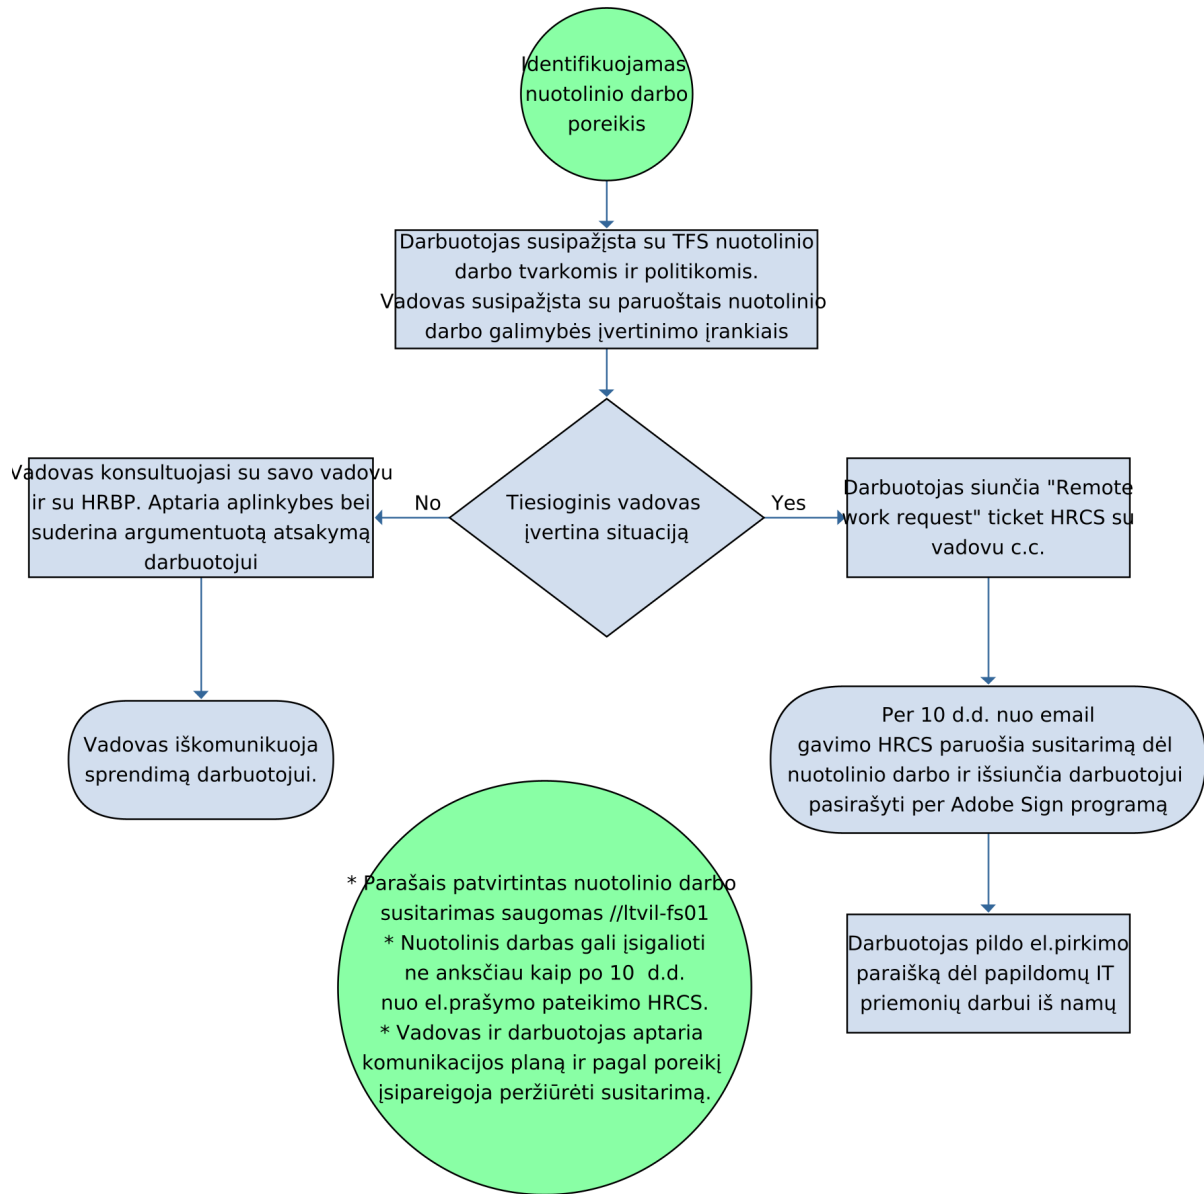 Identifikuojamas
nuotolinio darbo
poreikis
Darbuotojas susipažįsta su TFS nuotolinio
darbo tvarkomis ir politikomis.
Vadovas susipažįsta su paruoštais nuotolinio
darbo galimybės įvertinimo įrankiais
Vadovas konsultuojasi su savo vadovu
ir su HRBP. Aptaria aplinkybes bei
suderina argumentuotą atsakymą
darbuotojui
No
Tiesioginis vadovas
įvertina situaciją
Yes
Darbuotojas siunčia "Remote
work request" ticket HRCS su
vadovu c.c.
Vadovas iškomunikuoja
sprendimą darbuotojui.
Per 10 d.d. nuo email
gavimo HRCS paruošia susitarimą dėl
nuotolinio darbo ir išsiunčia darbuotojui
pasirašyti per Adobe Sign programą
* Parašais patvirtintas nuotolinio darbo
susitarimas saugomas //ltvil-fs01
* Nuotolinis darbas gali įsigalioti
ne anksčiau kaip po 10  d.d.
nuo el.prašymo pateikimo HRCS.
* Vadovas ir darbuotojas aptaria
komunikacijos planą ir pagal poreikį
įsipareigoja peržiūrėti susitarimą.
Darbuotojas pildo el.pirkimo
paraišką dėl papildomų IT
priemonių darbui iš namų